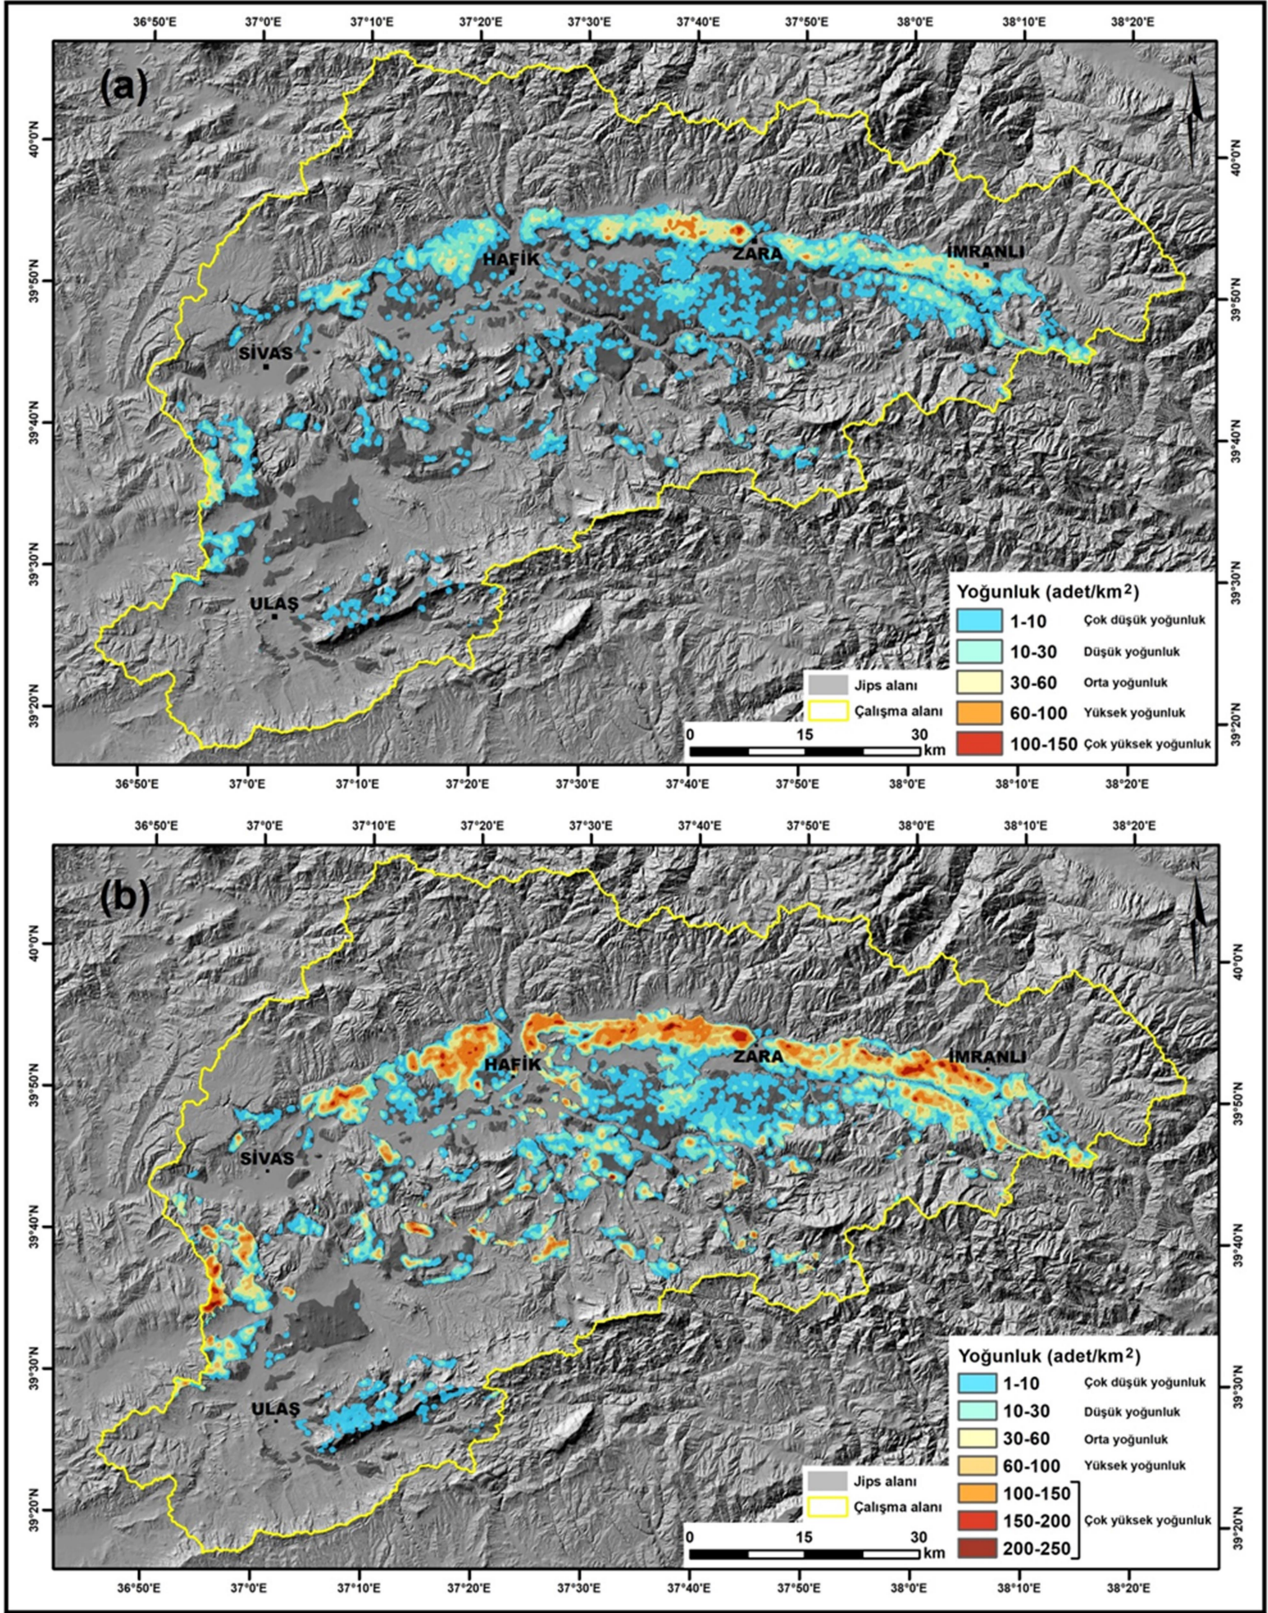 36°50'E 37°0'E 37°10'E 37°20'E 37°30'E 37°40'E 37°50'E 38°0'E 38°10'E 38°20'E
(a)
N
40°0'N
40°0'N
HAFİK
ZARA
İMRANLI
39°50'N
39°50'N
SİVAS
39°40'N
39°40'N
39°30'N
39°30'N
ULAŞ
Yoğunluk (adet/km2)
1-10 Çok düşük yoğunluk
10-30 Düşük yoğunluk
30-60 Orta yoğunluk
60-100 Yüksek yoğunluk
100-150 Çok yüksek yoğunluk
Jips alanı
Çalışma alanı
39°20'N
39°20'N
0 15 30
km
36°50'E 37°0'E 37°10'E 37°20'E 37°30'E 37°40'E 37°50'E 38°0'E 38°10'E 38°20'E
36°50'E 37°0'E 37°10'E 37°20'E 37°30'E 37°40'E 37°50'E 38°0'E 38°10'E 38°20'E
(b)
N
40°0'N
40°0'N
HAFİK
ZARA
İMRANLI
39°50'N
39°50'N
SİVAS
39°40'N
39°40'N
39°30'N
39°30'N
ULAŞ
Yoğunluk (adet/km2)
1-10 Çok düşük yoğunluk
10-30 Düşük yoğunluk
30-60 Orta yoğunluk
60-100 Yüksek yoğunluk
100-150
150-200 Çok yüksek yoğunluk
200-250
Jips alanı
Çalışma alanı
39°20'N
39°20'N
0 15 30
km
36°50'E 37°0'E 37°10'E 37°20'E 37°30'E 37°40'E 37°50'E 38°0'E 38°10'E 38°20'E